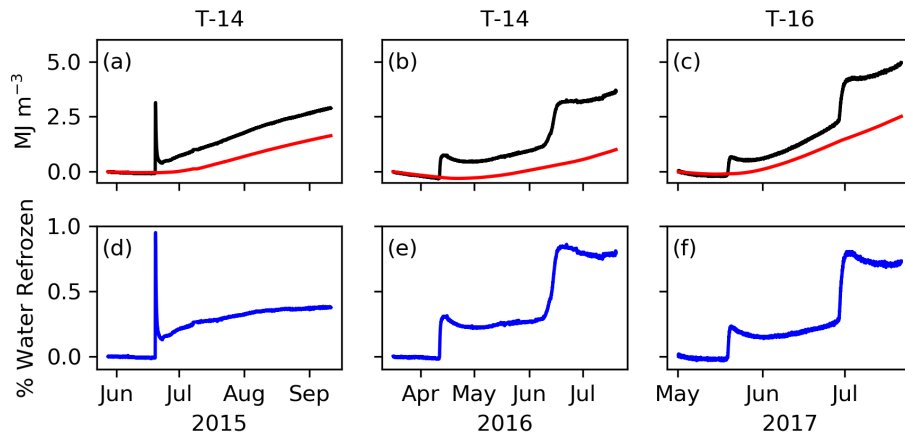 T-14 T-14 T-16
(a) (b) (c)
MJ m⁻³
5.0
2.5
0.0
(d) (e) (f)
% Water Refrozen
1.0
0.5
0.0
Jun Jul Aug Sep Apr May Jun Jul May Jun Jul
2015 2016 2017